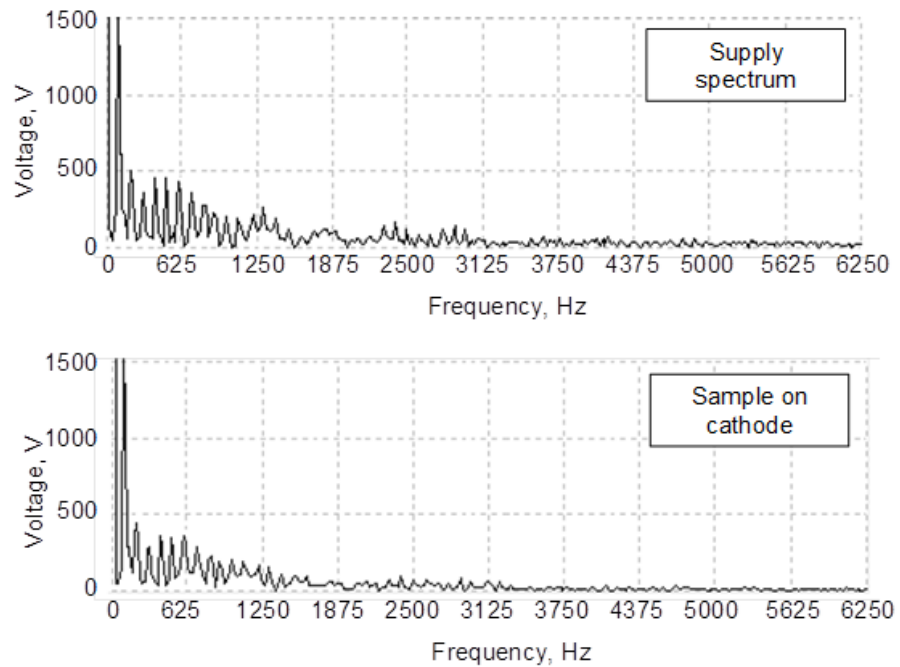 1500
1000
500
0
Voltage, V
Supply
spectrum
0 625 1250 1875 2500 3125 3750 4375 5000 5625 6250
Frequency, Hz
1500
1000
500
0
Voltage, V
Sample on
cathode
0 625 1250 1875 2500 3125 3750 4375 5000 5625 6250
Frequency, Hz